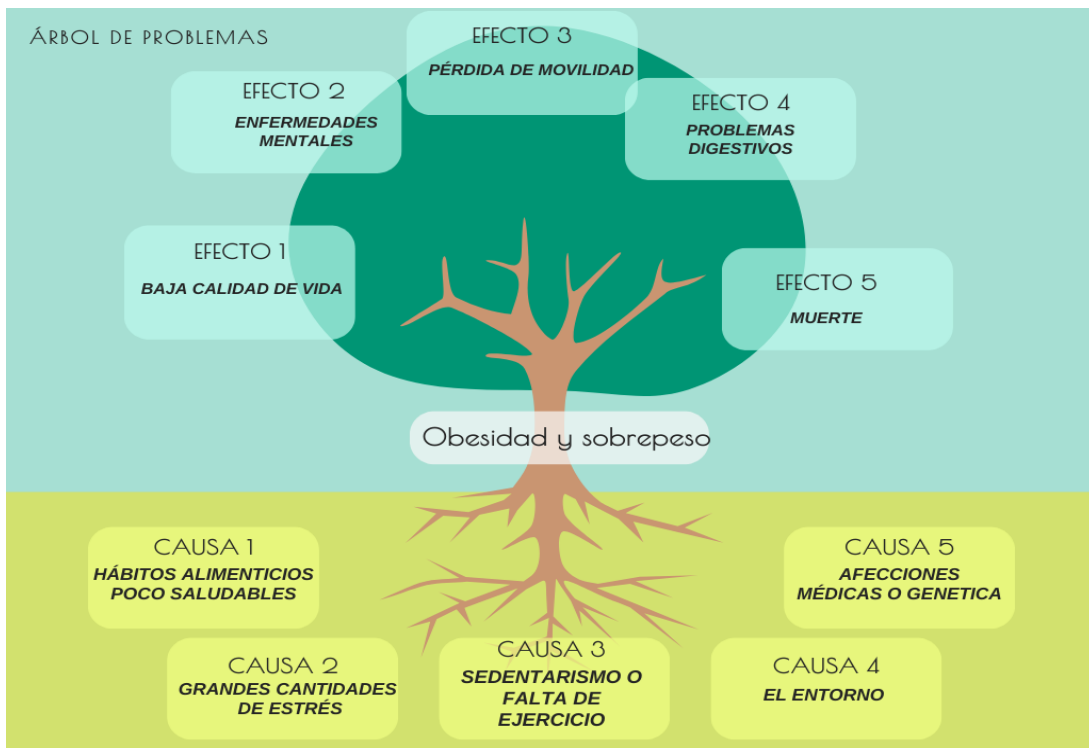 ÁRBOL DE PROBLEMAS
EFECTO 3
PÉRDIDA DE MOVILIDAD
EFECTO 2
ENFERMEDADES
MENTALES
EFECTO 4
PROBLEMAS
DIGESTIVOS
EFECTO 1
BAJA CALIDAD DE VIDA
EFECTO 5
MUERTE
Obesidad y sobrepeso
CAUSA 1
HÁBITOS ALIMENTICIOS
POCO SALUDABLES
CAUSA 5
AFECCIONES
MÉDICAS O GENETICA
CAUSA 2
GRANDES CANTIDADES
DE ESTRÉS
CAUSA 3
SEDENTARISMO O
FALTA DE
EJERCICIO
CAUSA 4
EL ENTORNO